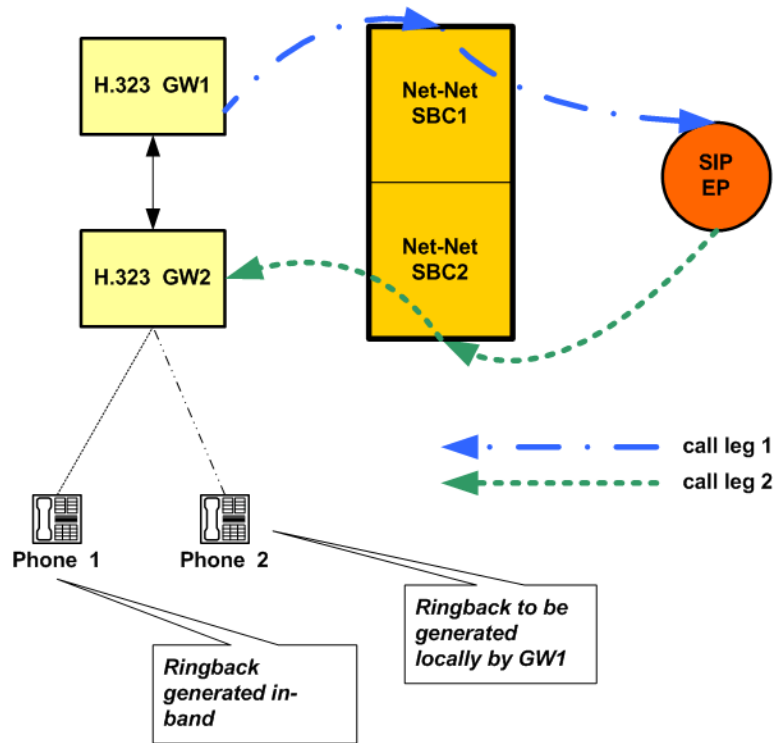 H.323 GW1
Net-Net
SBC1
SIP
EP
H.323 GW2
Net-Net
SBC2
call leg 1
call leg 2
Phone 1
Phone 2
Ringback to be
generated
locally by GW1
Ringback
generated in-
band